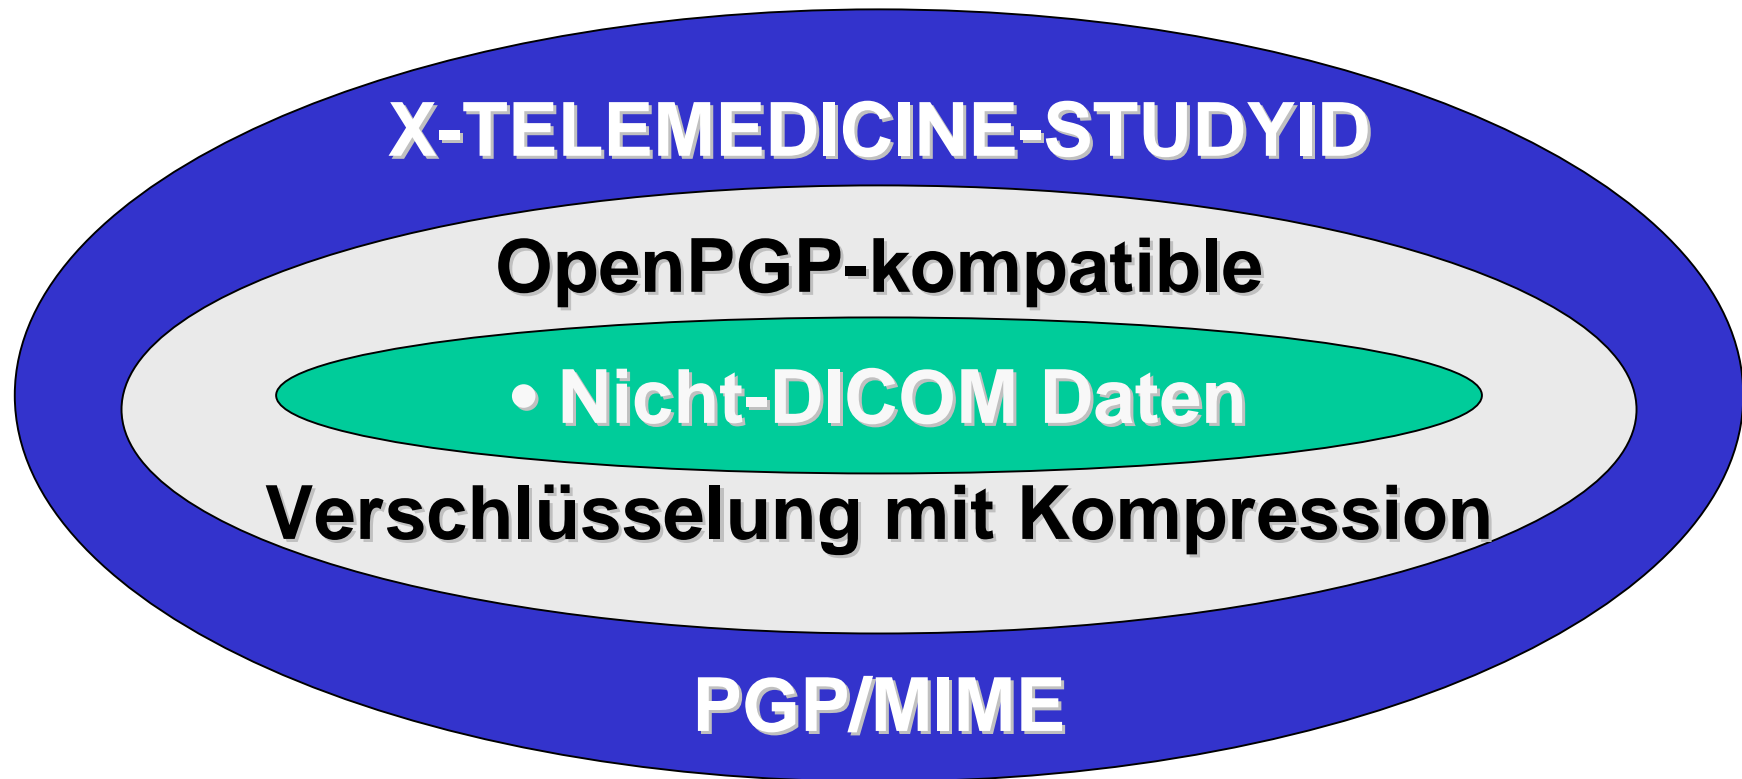 X-TELEMEDICINE-STUDYID
OpenPGP-kompatible
• Nicht-DICOM Daten
Verschlüsselung mit Kompression
PGP/MIME